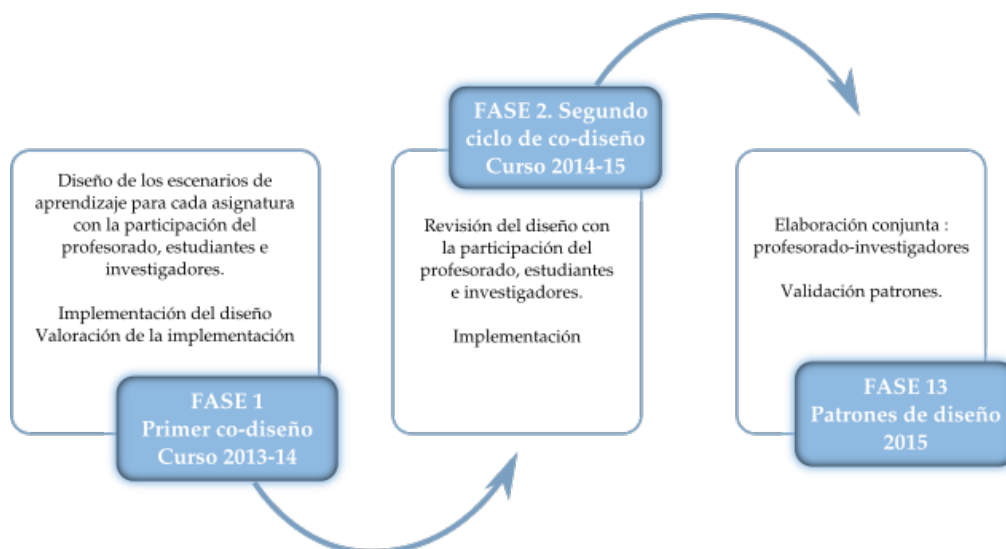 Diseño de los escenarios de
aprendizaje para cada asignatura
con la participación del
profesorado, estudiantes e
investigadores.
Implementación del diseño
Valoración de la implementación
FASE 1
Primer co-diseño
Curso 2013-14
FASE 2. Segundo
ciclo de co-diseño
Curso 2014-15
Revisión del diseño con
la participación del
profesorado, estudiantes
e investigadores.
Implementación
Elaboración conjunta :
profesorado-investigadores
Validación patrones.
FASE 13
Patrones de diseño
2015